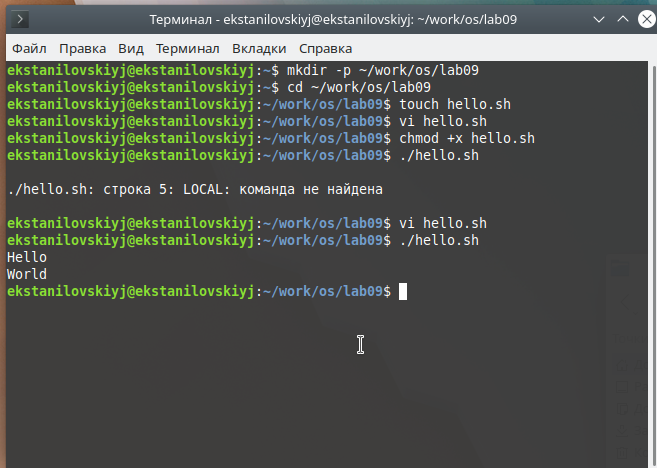 Терминал - ekstanilovskiyj@ekstanilovskiyj: ~/work/os/lab09
Файл Правка Вид Терминал Вкладки Справка
ekstanilovskiyj@ekstanilovskiyj:~$ mkdir -p ~/work/os/lab09
ekstanilovskiyj@ekstanilovskiyj:~$ cd ~/work/os/lab09
ekstanilovskiyj@ekstanilovskiyj:~/work/os/lab09$ touch hello.sh
ekstanilovskiyj@ekstanilovskiyj:~/work/os/lab09$ vi hello.sh
ekstanilovskiyj@ekstanilovskiyj:~/work/os/lab09$ chmod +x hello.sh
ekstanilovskiyj@ekstanilovskiyj:~/work/os/lab09$ ./hello.sh
./hello.sh: строка 5: LOCAL: команда не найдена
ekstanilovskiyj@ekstanilovskiyj:~/work/os/lab09$ vi hello.sh
ekstanilovskiyj@ekstanilovskiyj:~/work/os/lab09$ ./hello.sh
Hello
World
ekstanilovskiyj@ekstanilovskiyj:~/work/os/lab09$